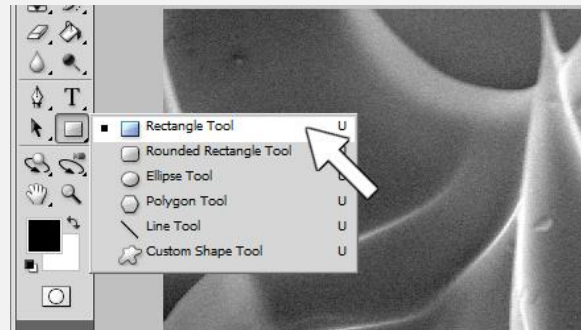 T
Rectangle Tool U
Rounded Rectangle Tool
Ellipse Tool U
Polygon Tool U
Line Tool U
Custom Shape Tool U